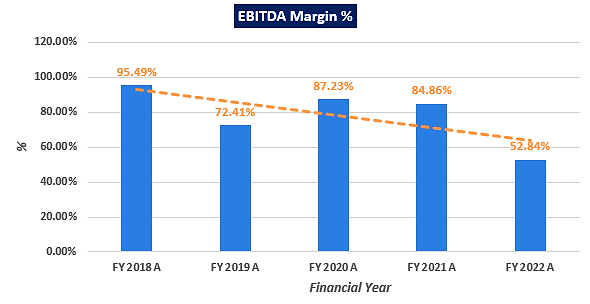 EBITDA Margin %
120.00%
100.00%
80.00%
60.00%
40.00%
20.00%
0.00%
%
95.49%
72.41%
87.23%
84.86%
52.84%
FY 2018 A
FY 2019 A
FY 2020 A
FY 2021 A
FY 2022 A
Financial Year